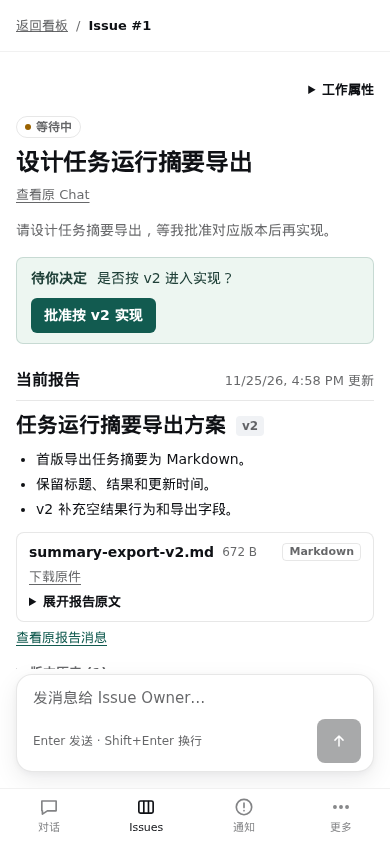 返回看板 / Issue #1
▶ 工作属性
等待中
设计任务运行摘要导出
查看原 Chat
请设计任务摘要导出，等我批准对应版本后再实现。
待你决定 是否按 v2 进入实现？
批准按 v2 实现
当前报告 11/25/26, 4:58 PM 更新
任务运行摘要导出方案 v2
• 首版导出任务摘要为 Markdown。
• 保留标题、结果和更新时间。
• v2 补充空结果行为和导出字段。
summary-export-v2.md 672 B Markdown
下载原件
▶ 展开报告原文
查看原报告消息
发消息给 Issue Owner…
Enter 发送 · Shift+Enter 换行
对话 Issues 通知 更多